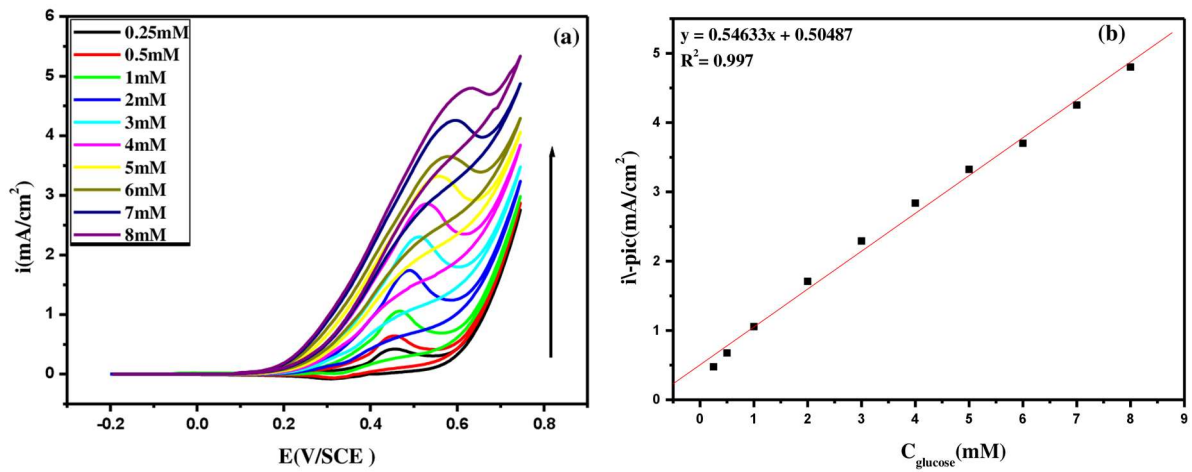 (a)
0.25mM
0.5mM
1mM
2mM
3mM
4mM
5mM
6mM
7mM
8mM
6
5
4
3
2
1
0
i(mA/cm²)
-0.2 0.0 0.2 0.4 0.6 0.8
E(V/SCE )
(b)
y = 0.54633x + 0.50487
R²= 0.997
5
4
3
2
1
0
i\-pic(mA/cm²)
0 1 2 3 4 5 6 7 8 9
C_glucose(mM)